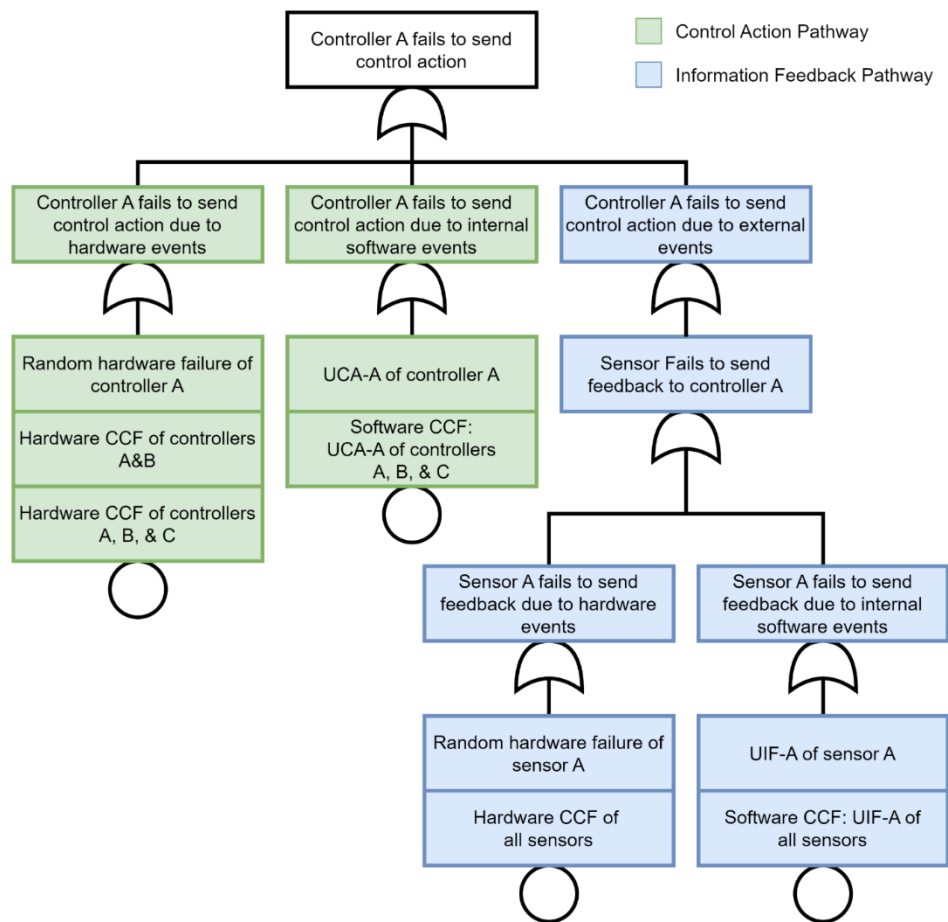 Controller A fails to send
control action
Control Action Pathway
Information Feedback Pathway
Controller A fails to send
control action due to
hardware events
Controller A fails to send
control action due to internal
software events
Controller A fails to send
control action due to external
events
Random hardware failure of
controller A
Hardware CCF of controllers
A&B
Hardware CCF of controllers
A, B, & C
UCA-A of controller A
Software CCF:
UCA-A of controllers
A, B, & C
Sensor Fails to send
feedback to controller A
Sensor A fails to send
feedback due to hardware
events
Sensor A fails to send
feedback due to internal
software events
Random hardware failure of
sensor A
Hardware CCF of
all sensors
UIF-A of sensor A
Software CCF: UIF-A of
all sensors